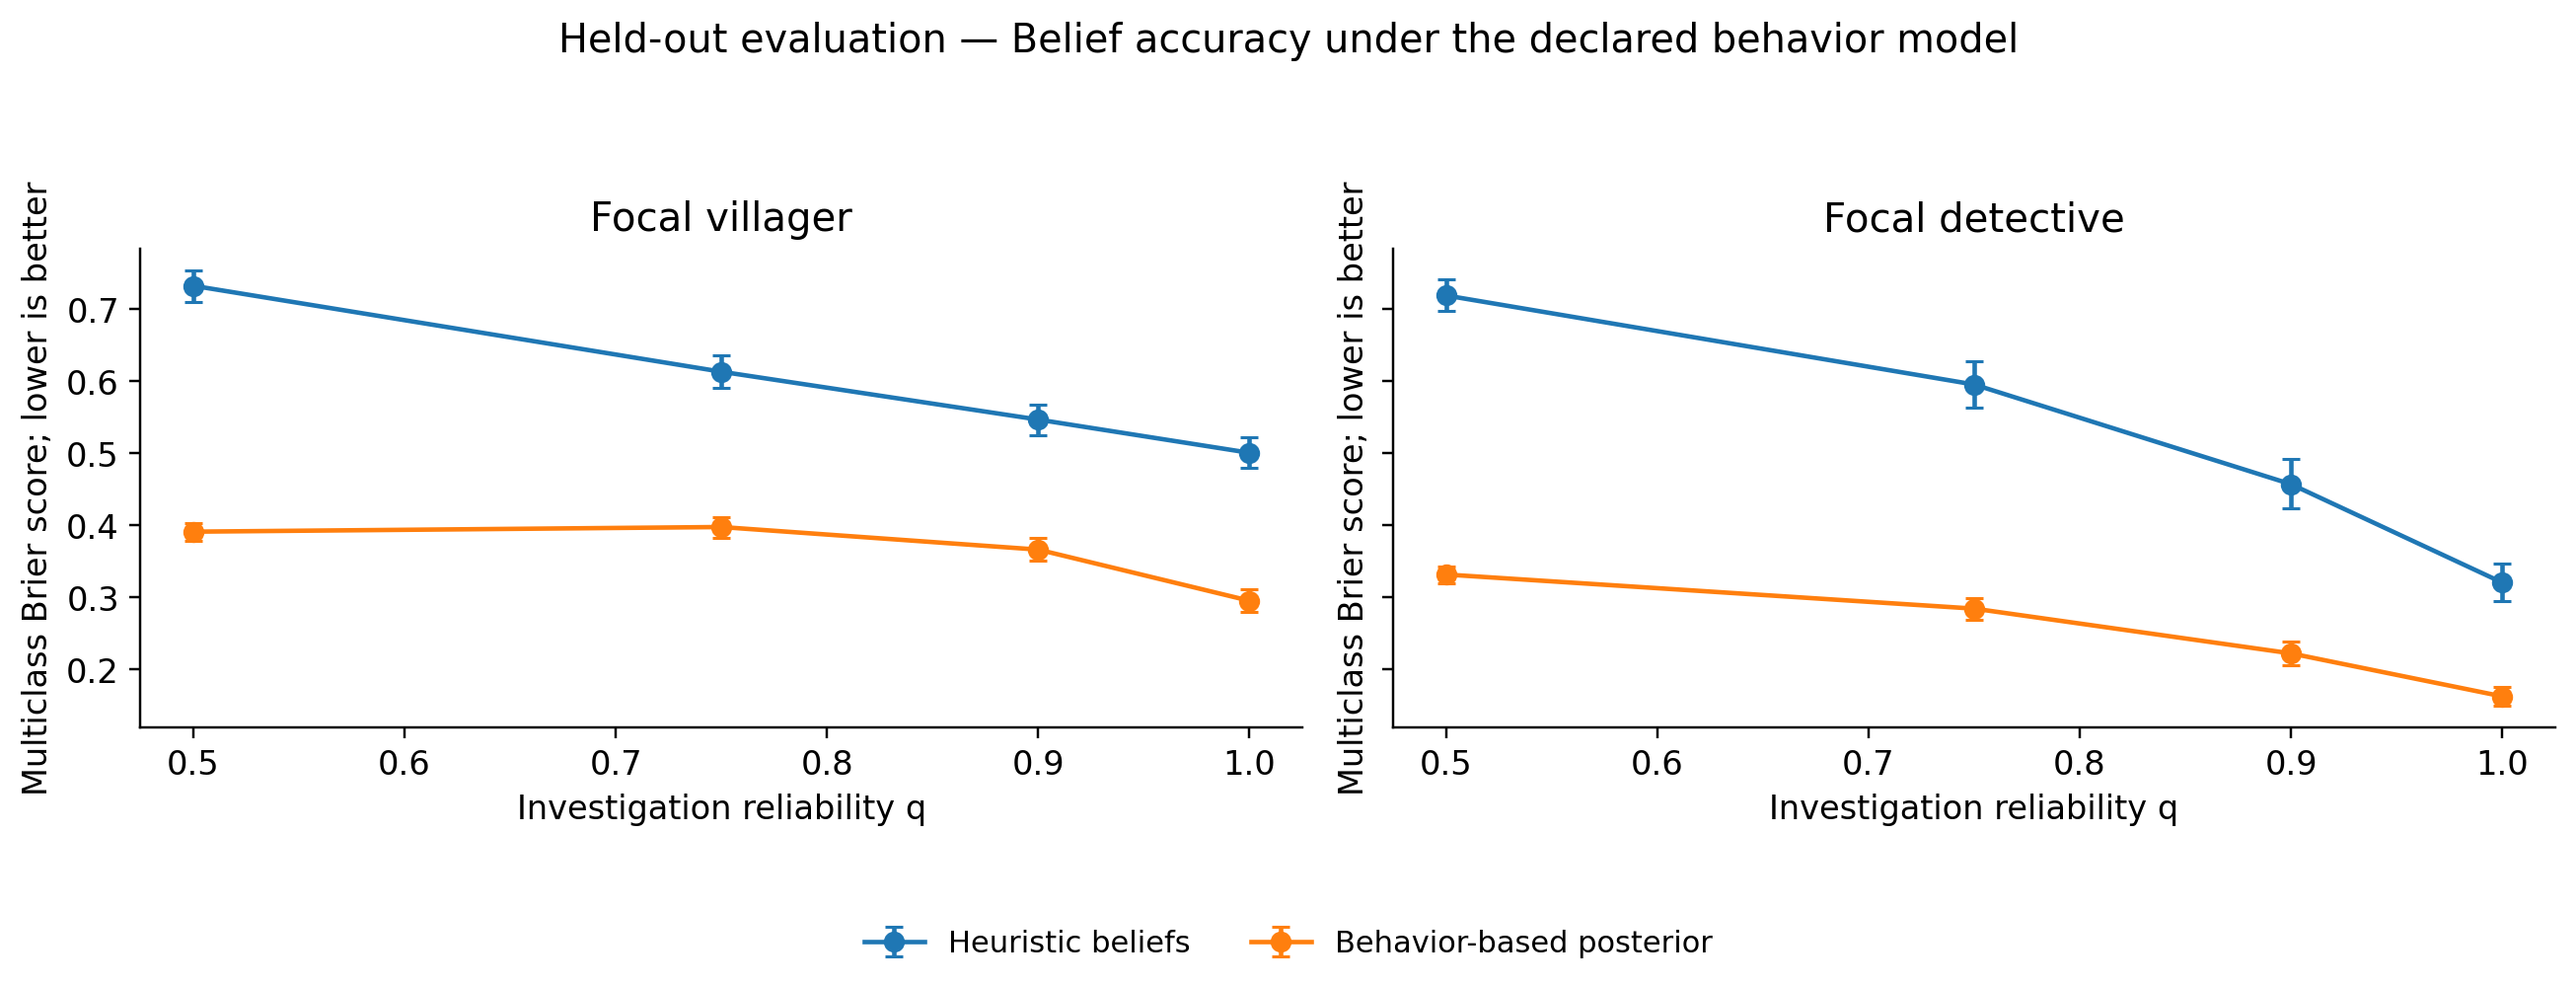 Held-out evaluation — Belief accuracy under the declared behavior model
Focal villager
Multiclass Brier score; lower is better
0.7
0.6
0.5
0.4
0.3
0.2
0.5 0.6 0.7 0.8 0.9 1.0
Investigation reliability q
Focal detective
Multiclass Brier score; lower is better
0.5 0.6 0.7 0.8 0.9 1.0
Investigation reliability q
Heuristic beliefs
Behavior-based posterior